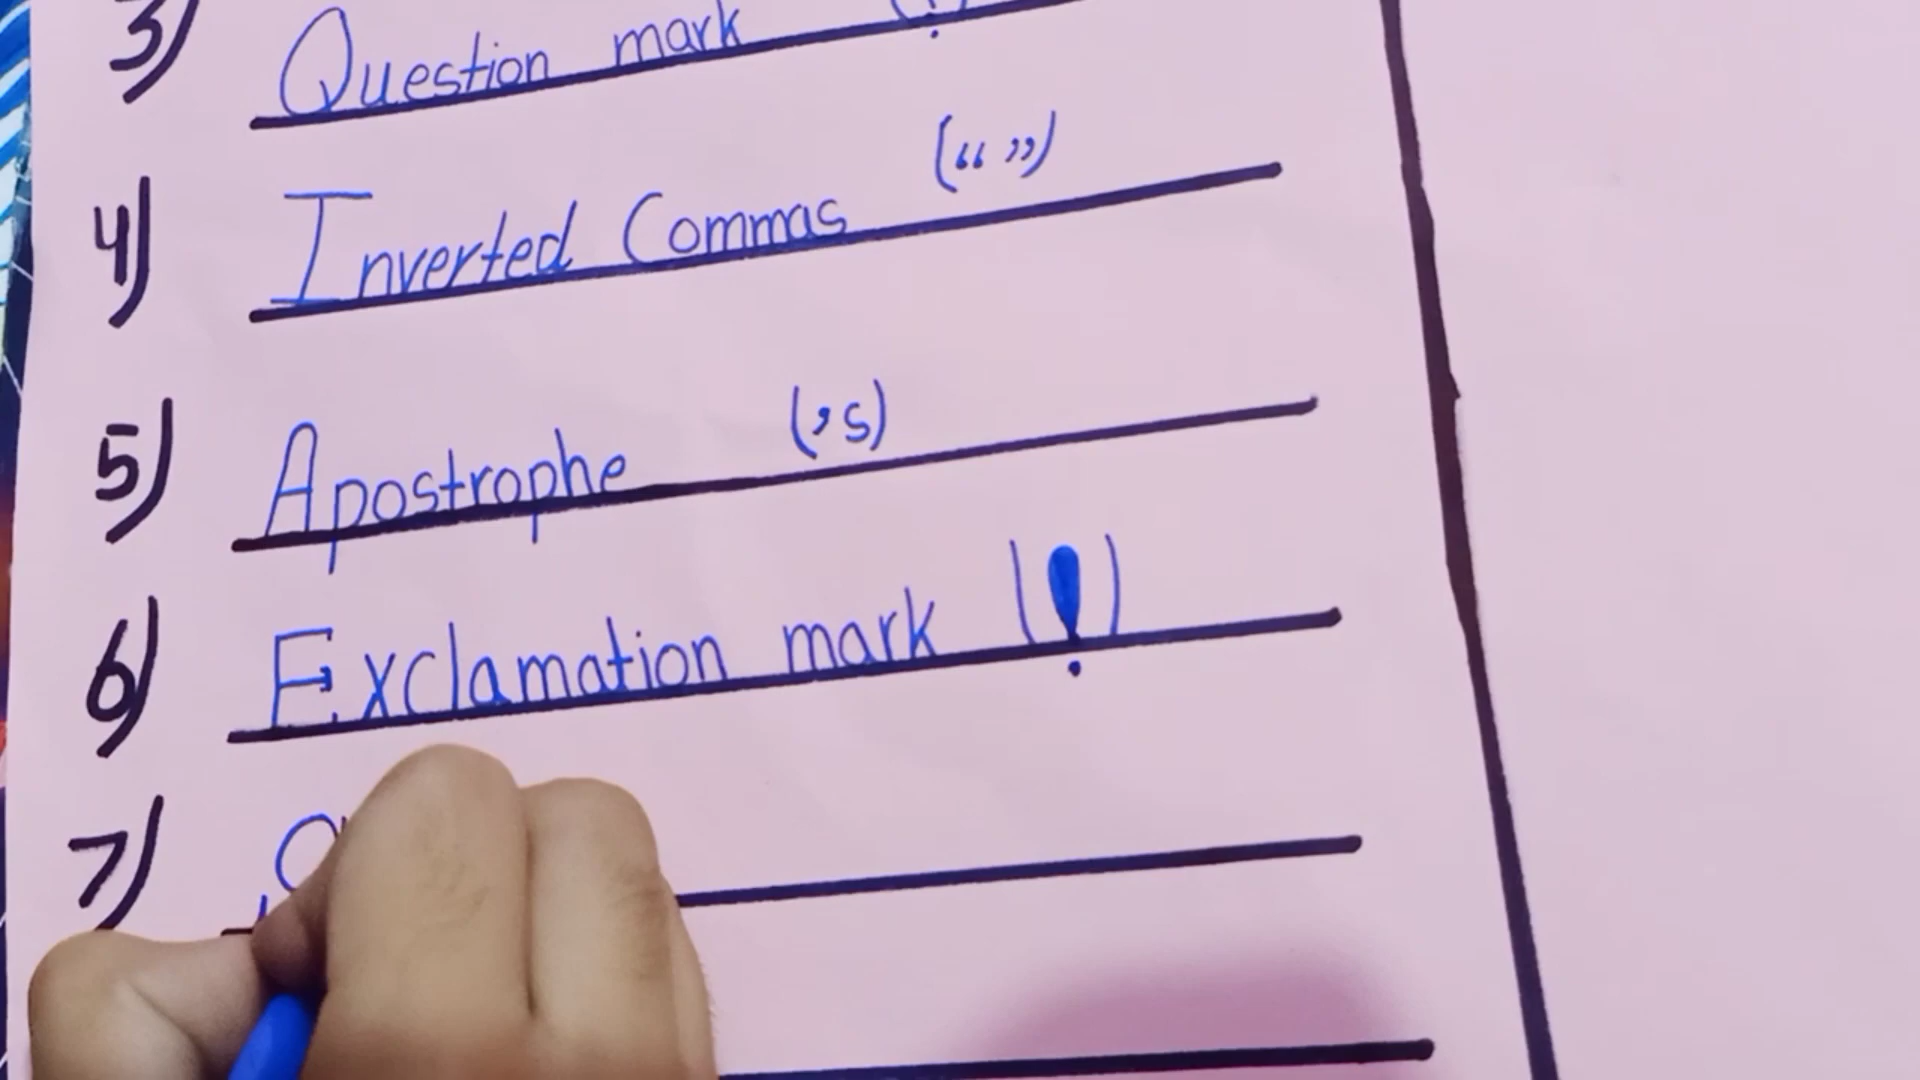 3) Question mark
4) Inverted Commas (“ ”)
5) Apostrophe (’s)
6) Exclamation mark (!)
7)